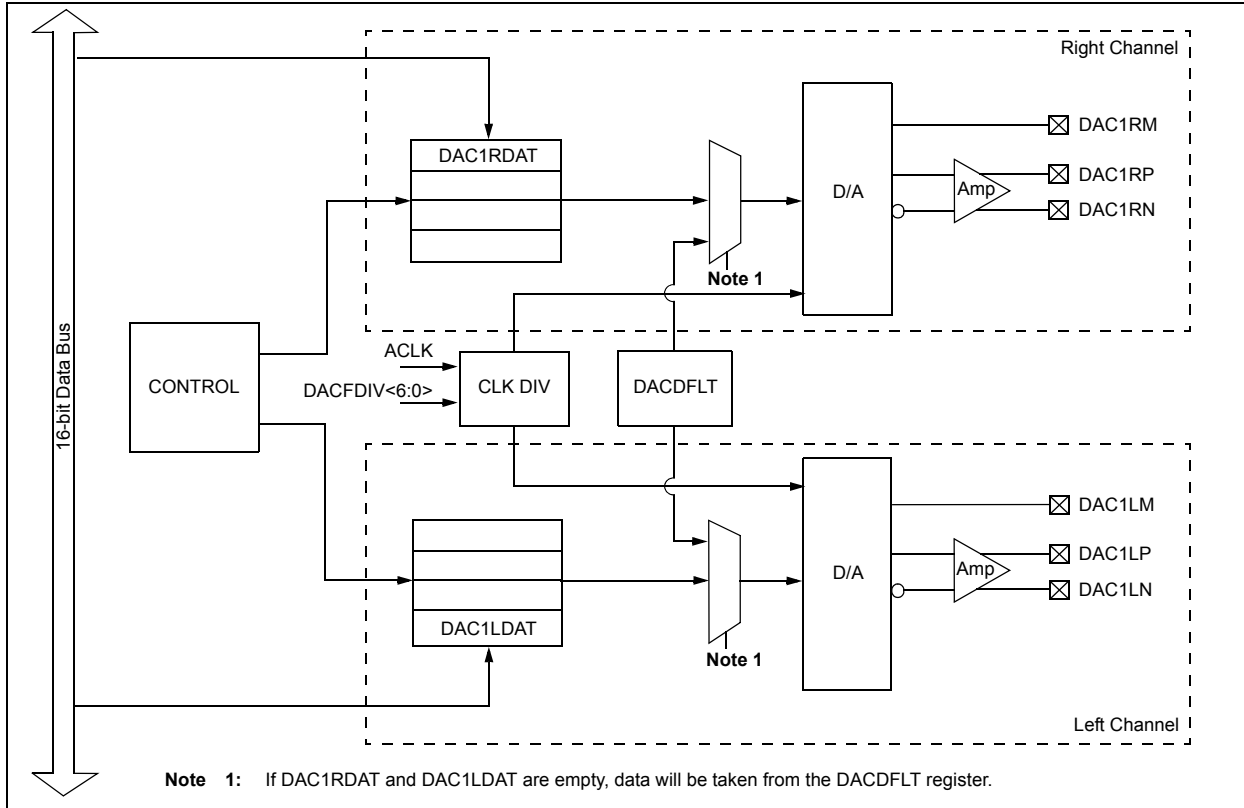 Right Channel
DAC1RDAT
DAC1RM
DAC1RP
DAC1RN
D/A
Amp
Note 1
16-bit Data Bus
CONTROL
ACLK
DACFDIV<6:0>
CLK DIV
DACDFLT
DAC1LDAT
DAC1LM
DAC1LP
DAC1LN
D/A
Amp
Note 1
Left Channel
Note 1: If DAC1RDAT and DAC1LDAT are empty, data will be taken from the DACDFLT register.